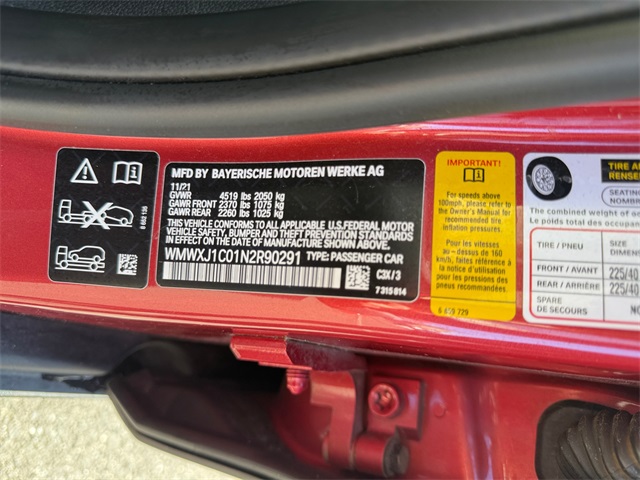 MFD BY BAYERISCHE MOTOREN WERKE AG
11/21
GVWR 4519 lbs 2050 kg
GAWR FRONT 2370 lbs 1075 kg
GAWR REAR 2260 lbs 1025 kg
THIS VEHICLE CONFORMS TO ALL APPLICABLE U.S.FEDERAL MOTOR
VEHICLE SAFETY, BUMPER, AND THEFT PREVENTION STANDARDS IN
EFFECT ON THE DATE OF MANUFACTURE SHOWN ABOVE.
WMWXJ1C01N2R90291 TYPE: PASSENGER CAR
C3X / 3
7 315 814
IMPORTANT!
For speeds above
100mph, please refer to
the Owner's Manual for
recommended tire
inflation pressures.
Pour les vitesses
au - dessus de 160
km/h, faites référence à
la notice d'utilisation
pour les pressions des
pneus recommandées.
TIRE AN
RENSEI
SEATING
NOMBRE
The combined weight of oc
Le poids total des occupan
TIRE / PNEU
SIZE
DIMENS
FRONT / AVANT
225/40
REAR / ARRIÈRE
225/40
SPARE
DE SECOURS
NO